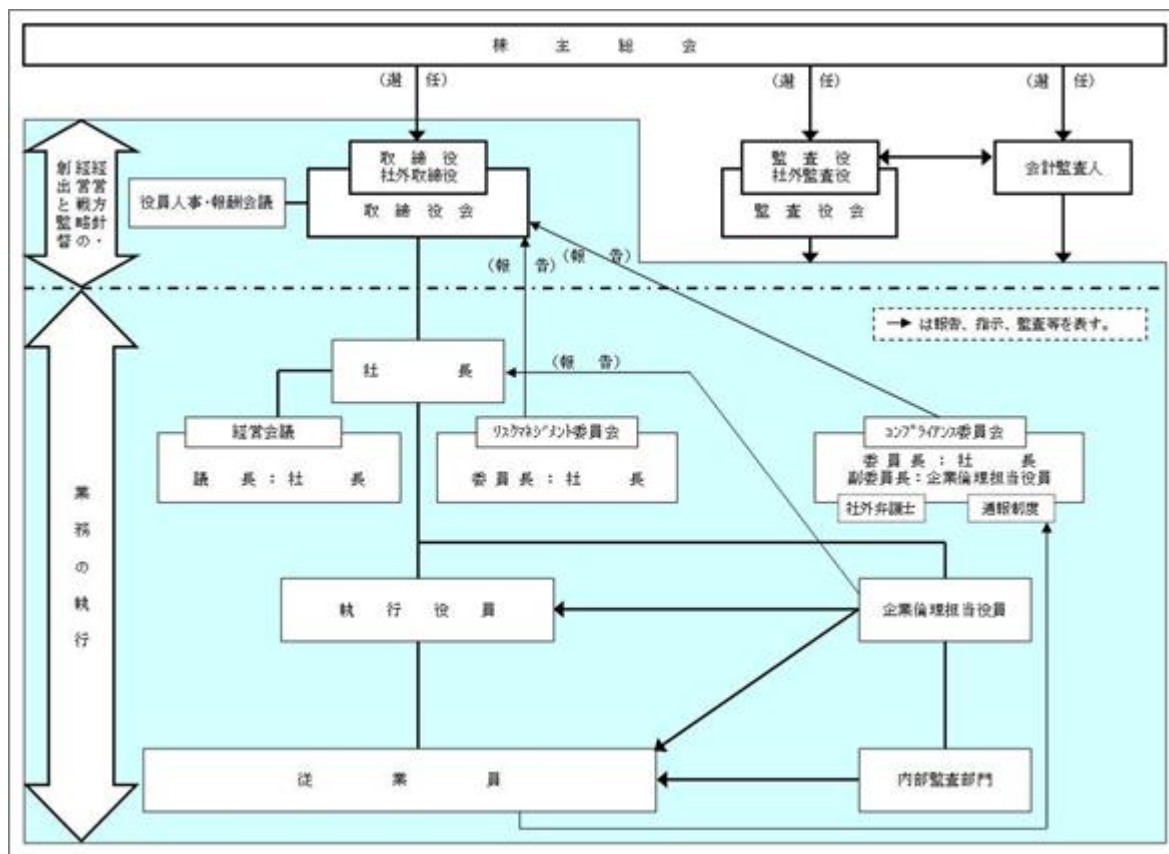 株主総会
(選任)
(選任)
(選任)
取締役
社外取締役
取締役会
役員人事・報酬会議
監査役
社外監査役
監査役会
会計監査人
経営方針・
経営戦略の
創出と監督
(報告)
(報告)
→ は報告、指示、監査等を表す。
社長
(報告)
経営会議
議長：社長
リスクマネジメント委員会
委員長：社長
コンプライアンス委員会
委員長：社長
副委員長：企業倫理担当役員
社外弁護士
通報制度
業務の執行
執行役員
企業倫理担当役員
従業員
内部監査部門